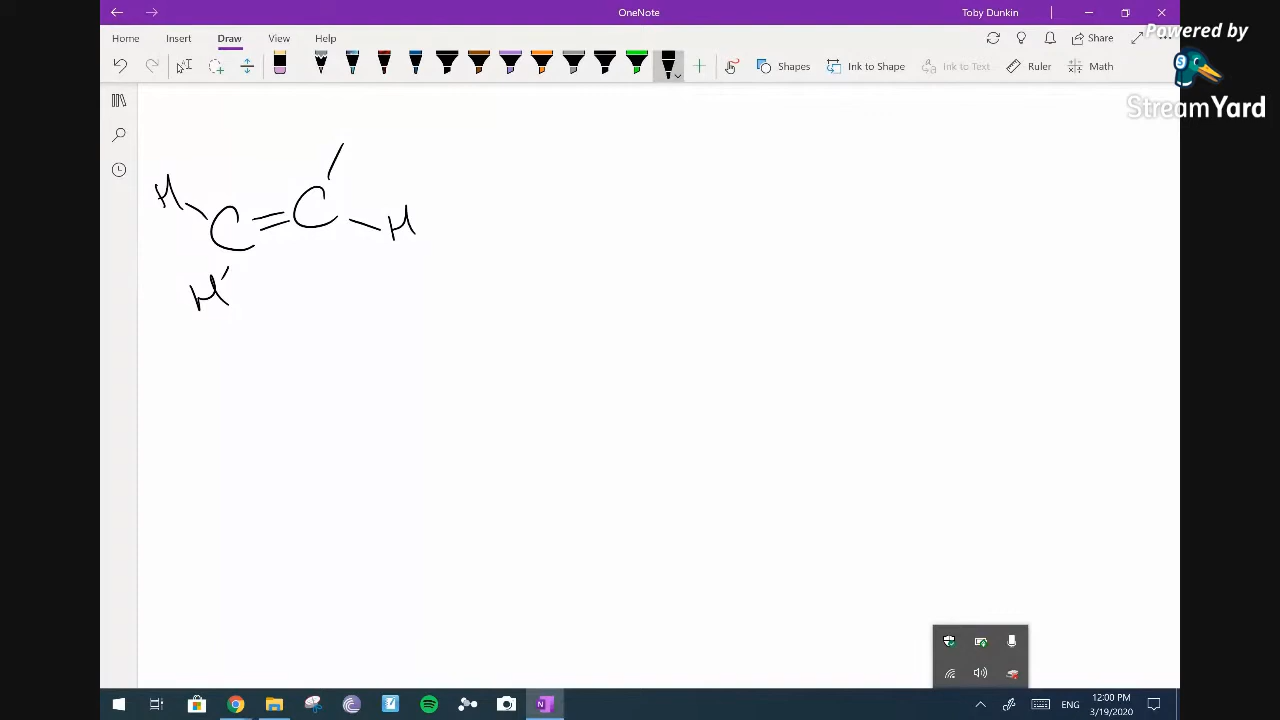 OneNote
Toby Dunkin
Powered by
StreamYard
Home Insert Draw View Help
Share
Shapes Ink to Shape Ink to Text Ruler Math
H
C=C
H
H
ENG
12:00 PM
3/19/2020